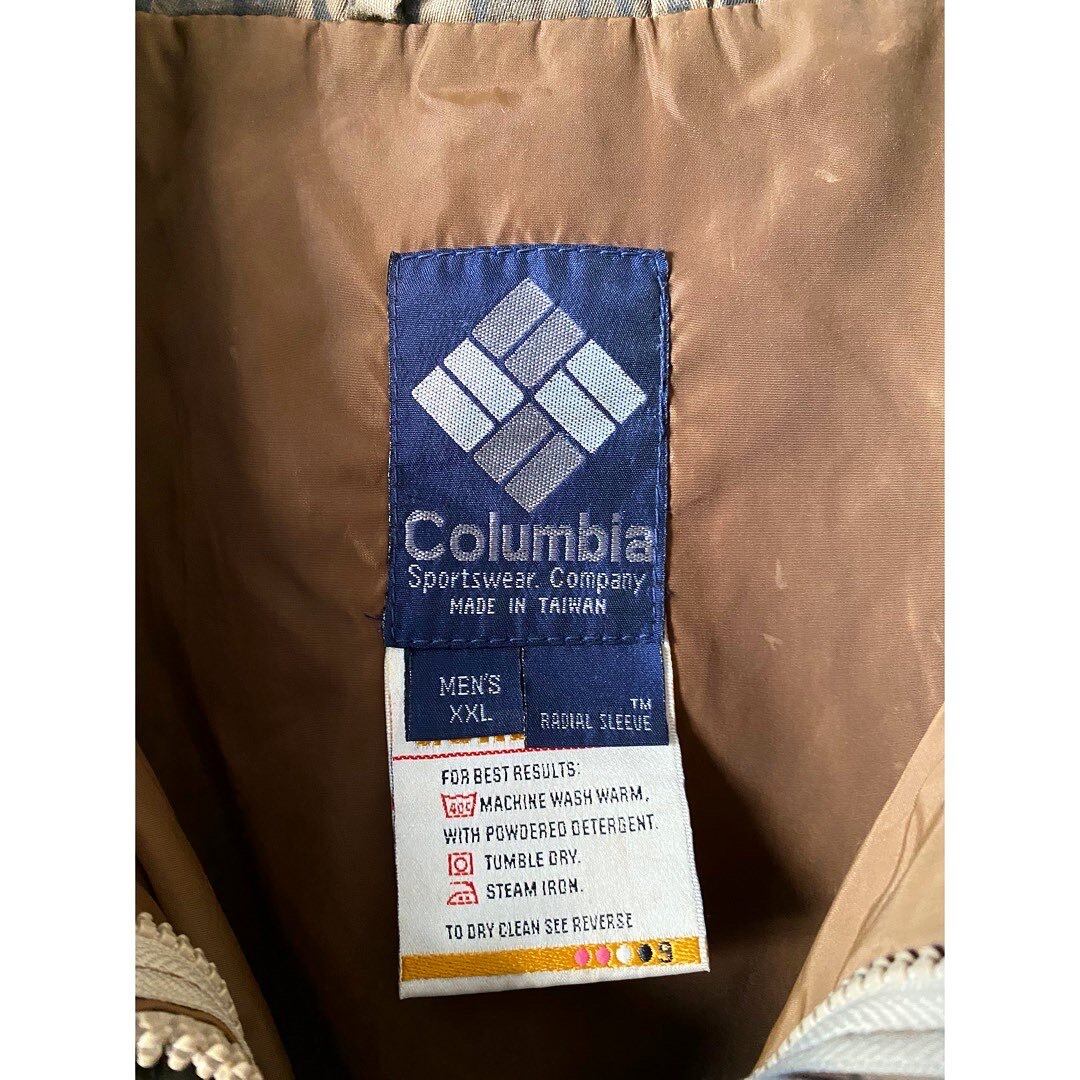 Columbia
Sportswear. Company
MADE IN TAIWAN
MEN'S
XXL
TM
RADIAL SLEEVE
FOR BEST RESULTS:
40C MACHINE WASH WARM,
WITH POWDERED DETERGENT.
TUMBLE DRY.
STEAM IRON.
TO DRY CLEAN SEE REVERSE
9